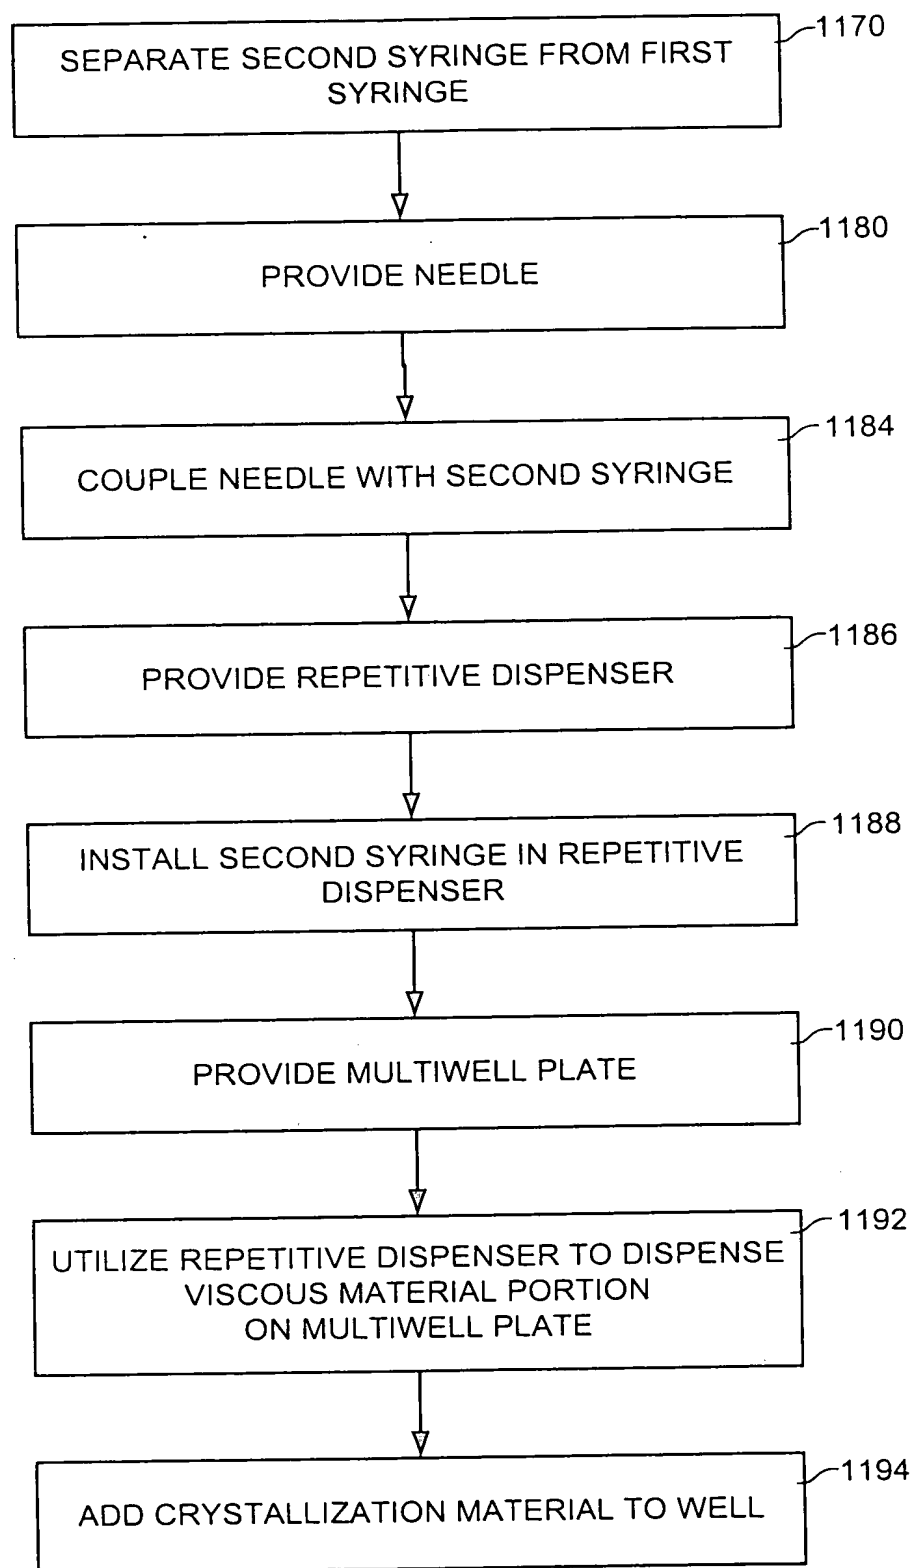 1170
SEPARATE SECOND SYRINGE FROM FIRST
SYRINGE
1180
PROVIDE NEEDLE
1184
COUPLE NEEDLE WITH SECOND SYRINGE
1186
PROVIDE REPETITIVE DISPENSER
1188
INSTALL SECOND SYRINGE IN REPETITIVE
DISPENSER
1190
PROVIDE MULTIWELL PLATE
1192
UTILIZE REPETITIVE DISPENSER TO DISPENSE
VISCOUS MATERIAL PORTION
ON MULTIWELL PLATE
1194
ADD CRYSTALLIZATION MATERIAL TO WELL